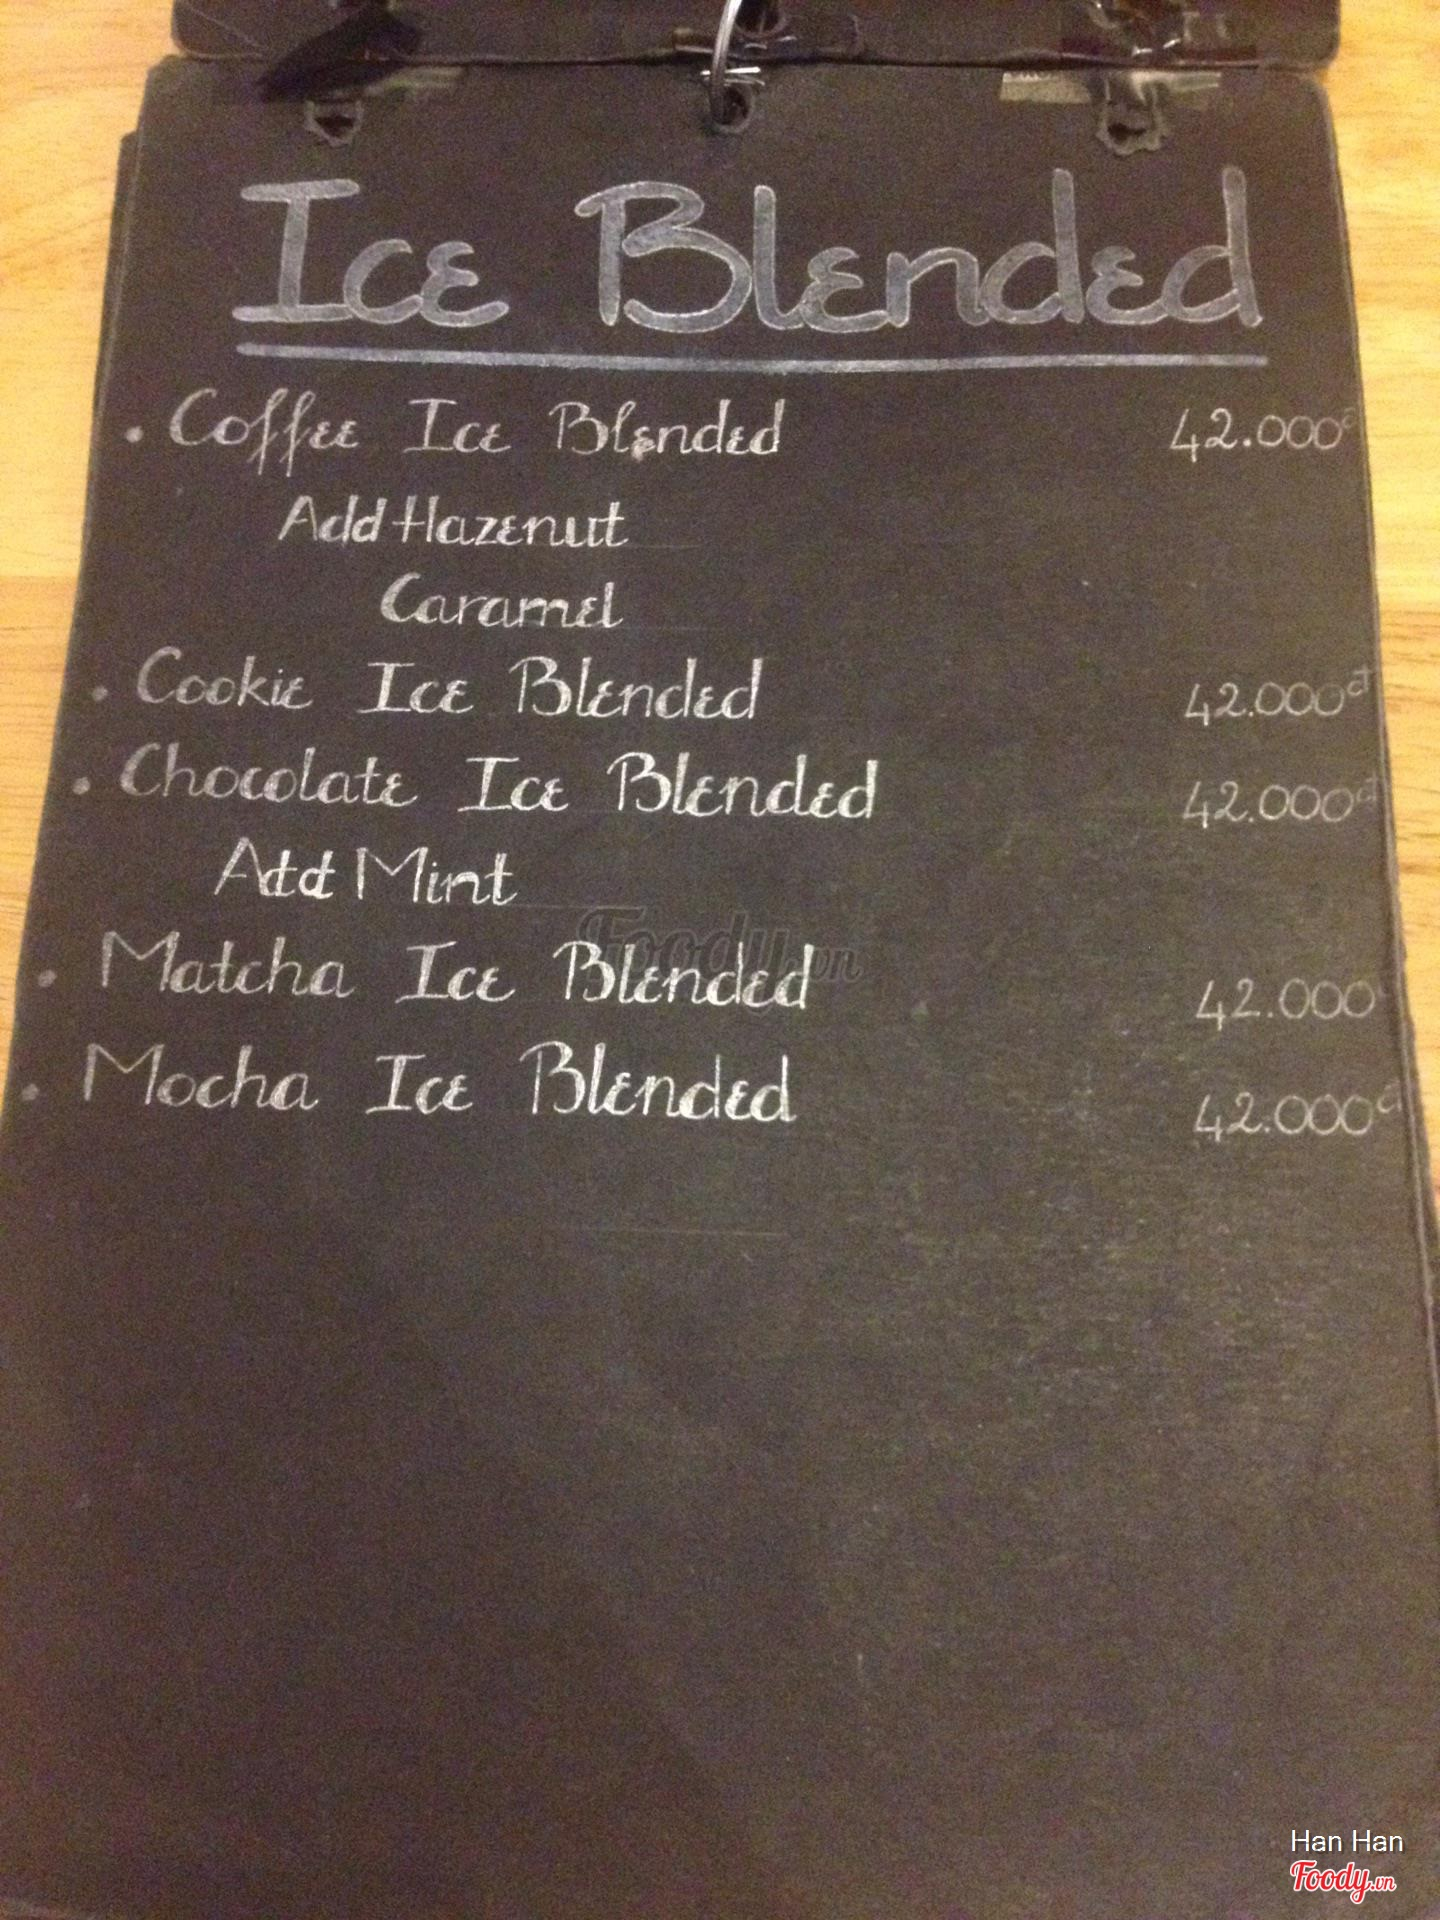 Ice Blended
. Coffee Ice Blended 42.000đ
Add Hazenut
Caramel
. Cookie Ice Blended 42.000đ
. Chocolate Ice Blended 42.000đ
Add Mint
Foody.vn
. Matcha Ice Blended 42.000
. Mocha Ice Blended 42.000đ
Han Han
Foody.vn